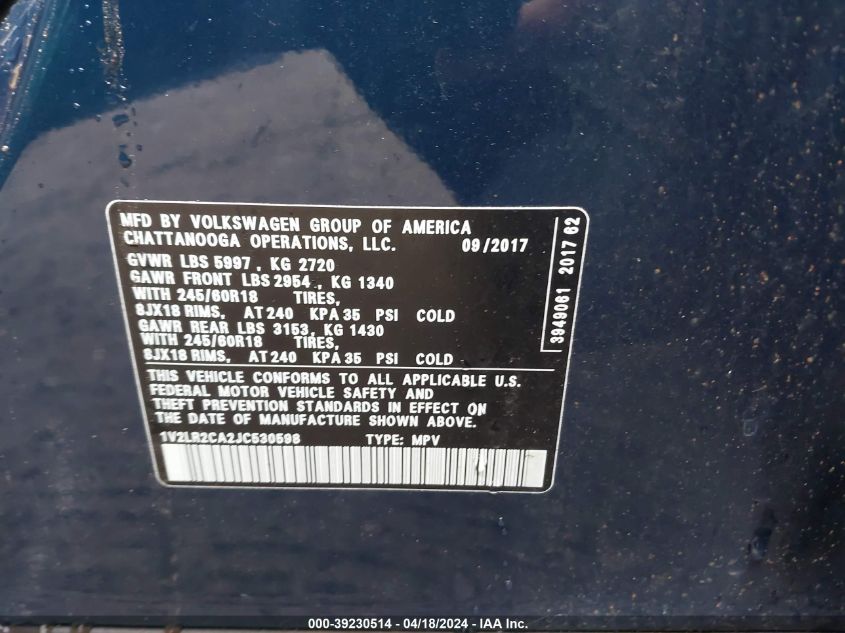 MFD BY VOLKSWAGEN GROUP OF AMERICA
CHATTANOOGA OPERATIONS, LLC. 09/2017
GVWR LBS 5997 , KG 2720
GAWR FRONT LBS 2954 , KG 1340
WITH 245/60R18 TIRES,
8JX18 RIMS, AT 240 KPA 35 PSI COLD
GAWR REAR LBS 3153, KG 1430
WITH 245/60R18 TIRES,
8JX18 RIMS, AT 240 KPA 35 PSI COLD
THIS VEHICLE CONFORMS TO ALL APPLICABLE U.S.
FEDERAL MOTOR VEHICLE SAFETY AND
THEFT PREVENTION STANDARDS IN EFFECT ON
THE DATE OF MANUFACTURE SHOWN ABOVE.
1V2LR2CA2JC530598 TYPE: MPV
3949061 2017 62
000-39230514 - 04/18/2024 - IAA Inc.